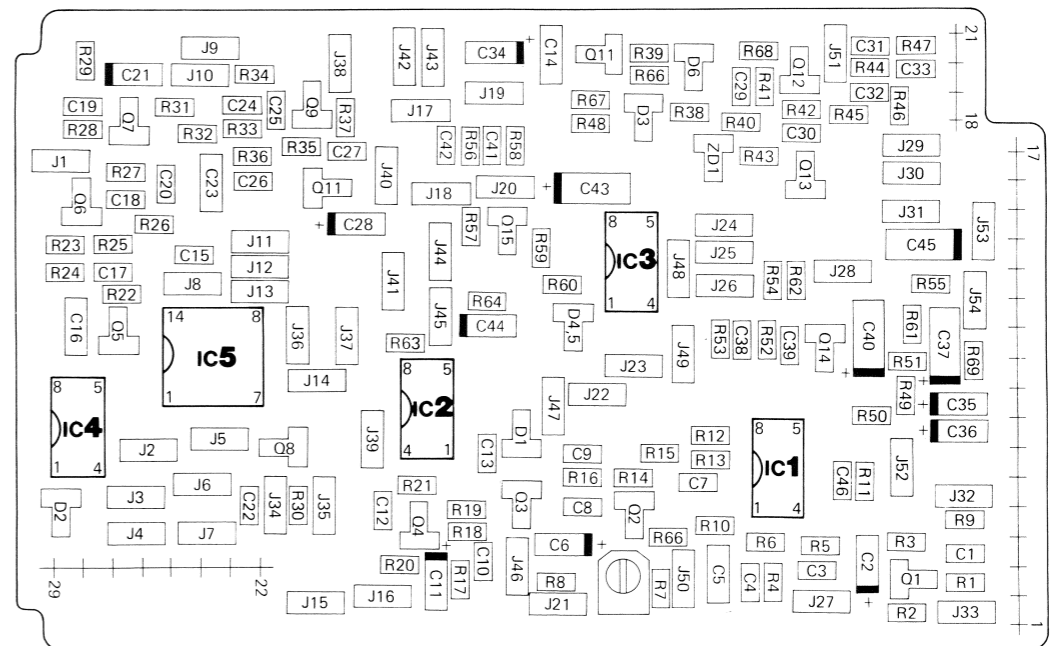 J9 J38 J42 J43 C34 + C14 Q11 R39 D6 R68 Q12 J51 C31 R47 21
R29 C21 J10 R34 R66 C29 R41 R44 C33
J19 C32
C19 Q7 R31 C24 C25 Q9 R37 J17 R67 D3 R38 R42 R45 R46
R28 R32 R33 R48 R40 C30 18
R35 C27 C42 R56 C41 R58 ZD1 J29 17
J1 R36 J40 R43 Q13
R27 C20 C23 C26 Q11 J18 J20 + C43 J30
Q6 C18 + C28 R57 Q15 8 5 J31 J53
R26 J24
R23 R25 J11 J44 R59 IC3 J48 J25 C45
C15 J12 J41
R24 C17 J8 R60 J26 R54 R62 J28 R55 J54
R22 J13 J45 R64 4 1
C16 Q5 14 8 J36 J37 C44 D4,5 R53 C38 R52 C39 Q14 C40 R61 C37
IC5 R63 J49 R69
8 5 J14 8 5 J23 + R51 +
1 7 J22 R49 + C35
IC4 IC2 J47 R50
J39 D1 R12 8 5 + C36
J2 J5 Q8 4 1 C13 C9 R15 IC1 J52
1 4 R13
J3 J6 C22 J34 R30 J35 C12 R21 Q3 R16 R14 C7 C46 R11 J32
D2 Q4 R19 C8 Q2 R10 1 4 R9
J4 J7 R18 R66
+ C10 J46 C6 + R6 R5 C2 R3 C1
29 22 R20 C11 R17 R8 R7 J50 C5 C4 R4 C3 Q1 R1
J15 J16 J21 J27 + R2 J33 1